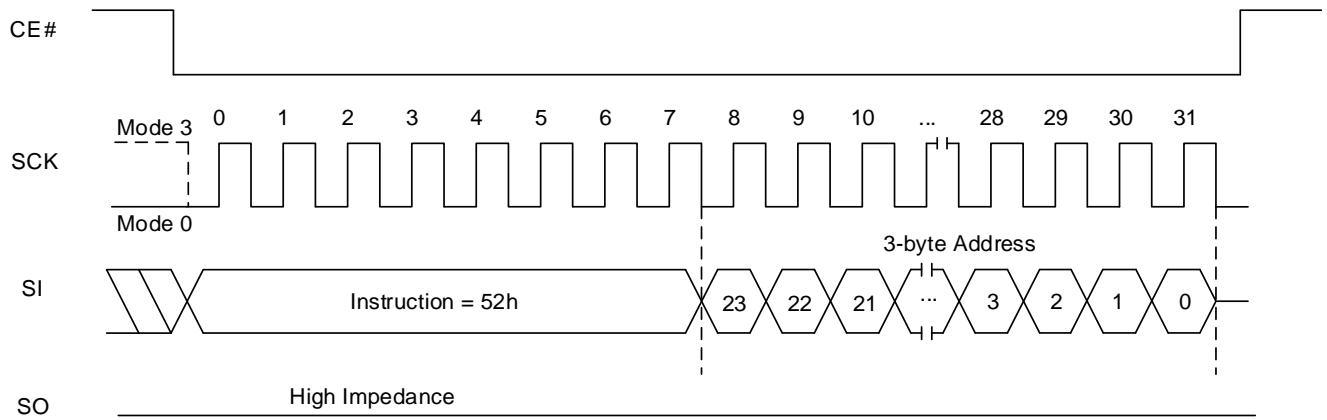 CE#
0 1 2 3 4 5 6 7 8 9 10 ... 28 29 30 31
Mode 3
SCK
Mode 0
3-byte Address
SI
Instruction = 52h
23 22 21 ... 3 2 1 0
High Impedance
SO